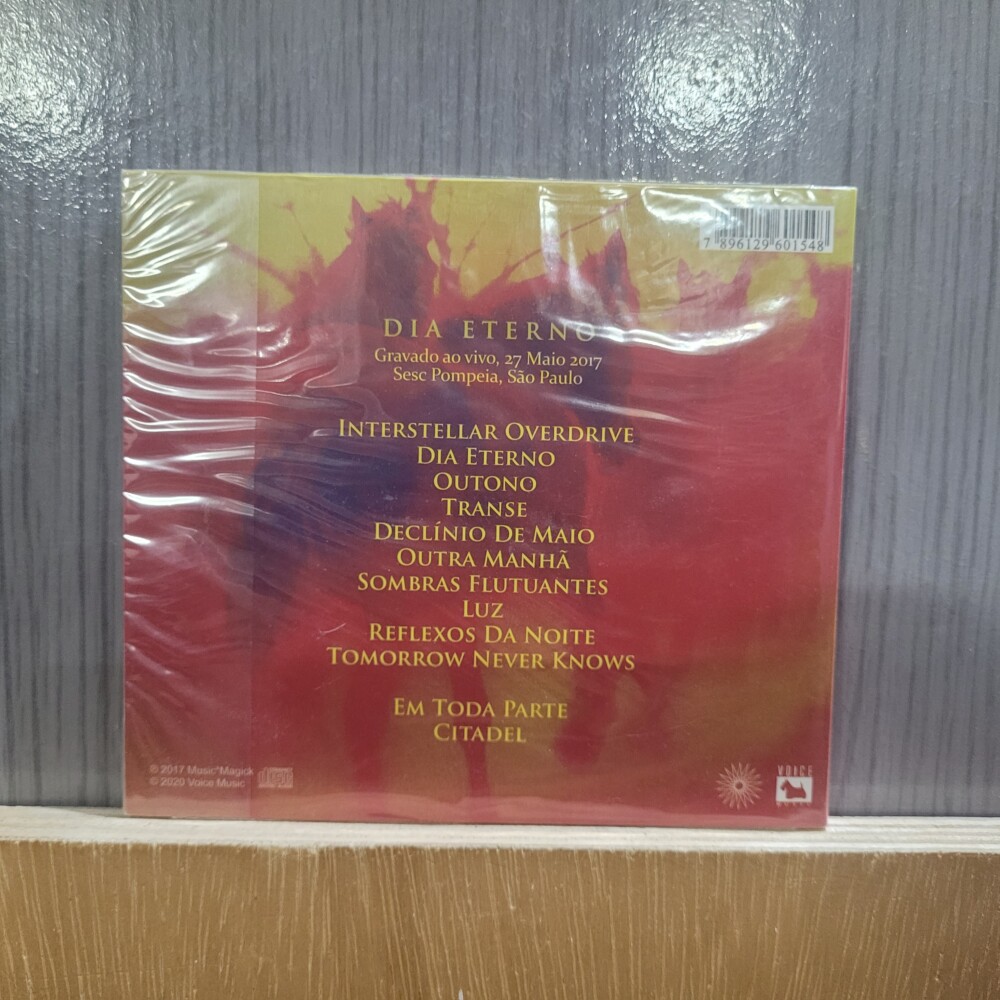 7 896129 601548
DIA ETERNO
Gravado ao vivo, 27 Maio 2017
Sesc Pompeia, São Paulo
INTERSTELLAR OVERDRIVE
DIA ETERNO
OUTONO
TRANSE
DECLÍNIO DE MAIO
OUTRA MANHÃ
SOMBRAS FLUTUANTES
LUZ
REFLEXOS DA NOITE
TOMORROW NEVER KNOWS
EM TODA PARTE
CITADEL
℗ 2017 Music*Magick
© 2020 Voice Music
VOICE